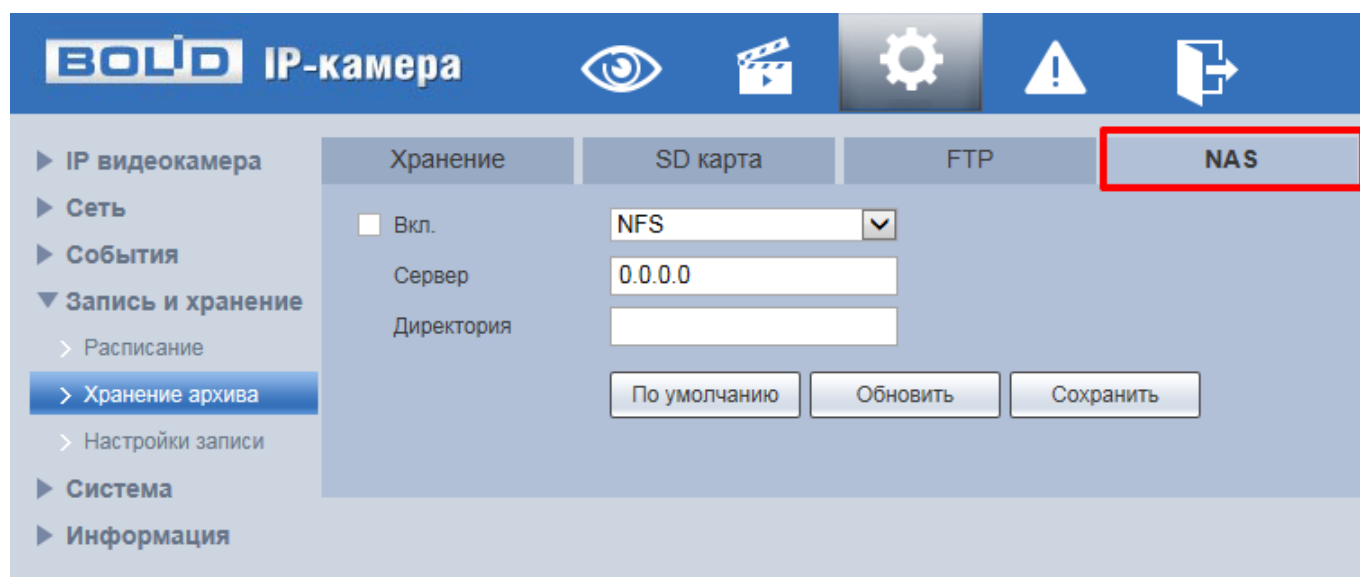 BOLID IP-камера
IP видеокамера
Сеть
События
Запись и хранение
Расписание
Хранение архива
Настройки записи
Система
Информация
Хранение SD карта FTP NAS
Вкл. NFS
Сервер 0.0.0.0
Директория
По умолчанию Обновить Сохранить